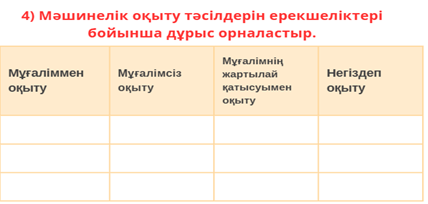 4) Мәшинелік оқыту тәсілдерін ерекшеліктері
бойынша дұрыс орналастыр.
Мұғаліммен
оқыту
Мұғалімсіз
оқыту
Мұғалімнің
жартылай
қатысуымен
оқыту
Негіздеп
оқыту